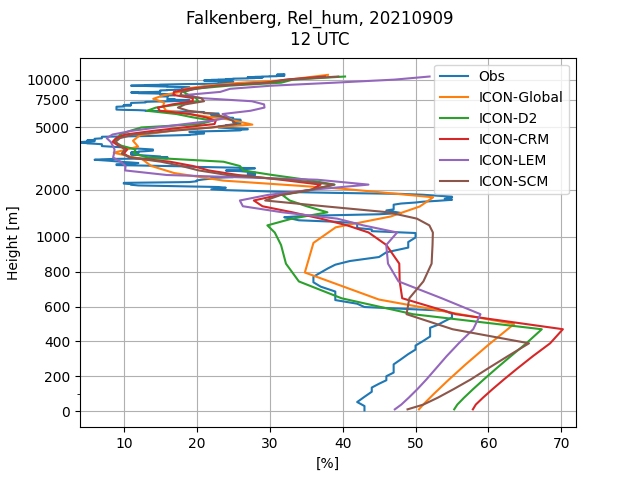 Falkenberg, Rel_hum, 20210909
12 UTC
Obs
ICON-Global
ICON-D2
ICON-CRM
ICON-LEM
ICON-SCM
Height [m]
10000
7500
5000
2000
1000
800
600
400
200
0
10 20 30 40 50 60 70
[%]